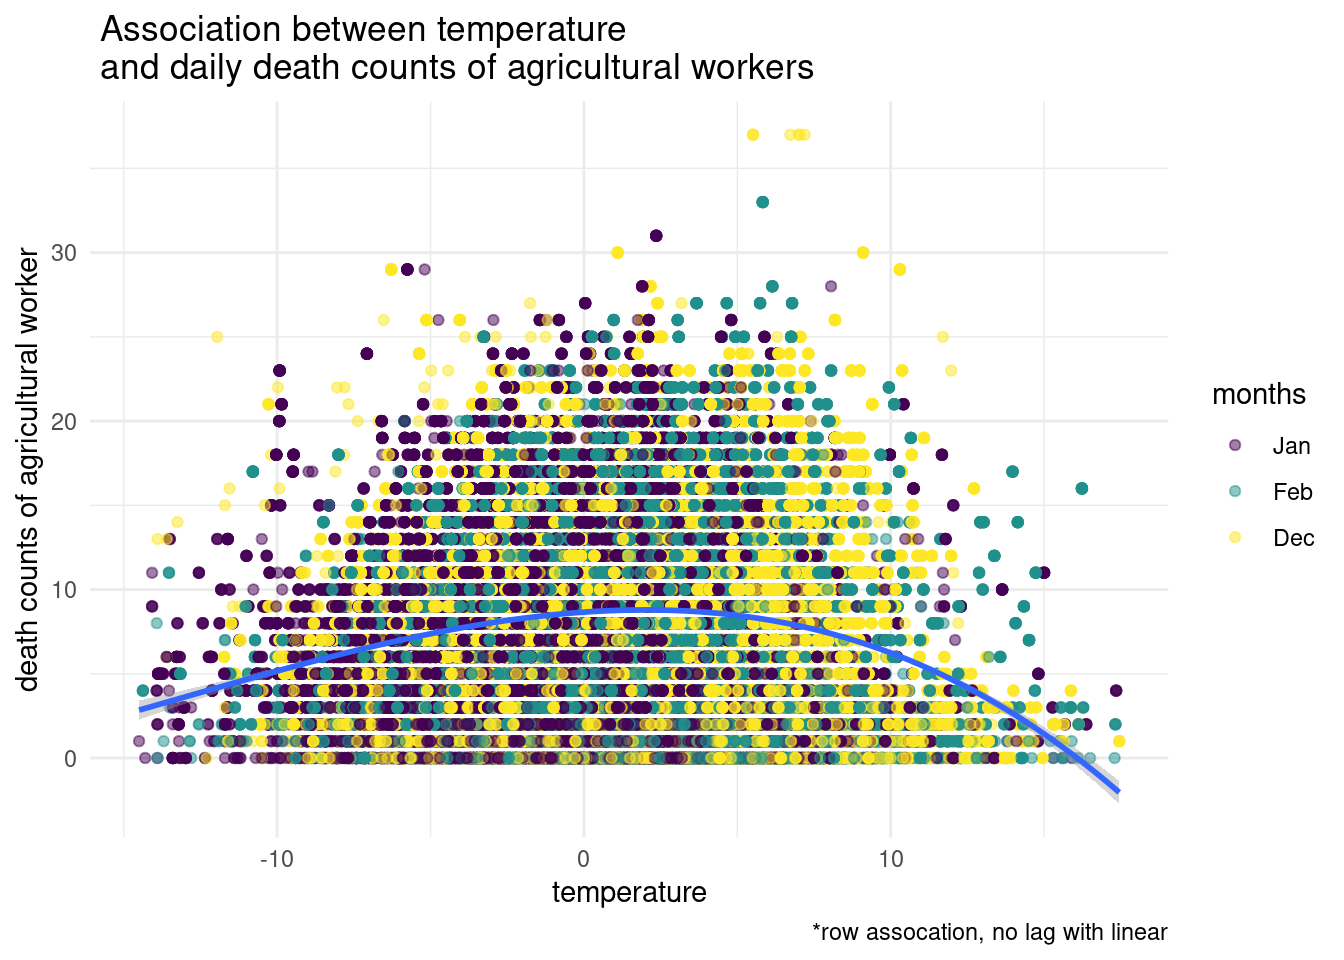 Association between temperature
and daily death counts of agricultural workers
death counts of agricultural worker
30
20
10
0
-10
0
10
temperature
months
Jan
Feb
Dec
*row assocation, no lag with linear